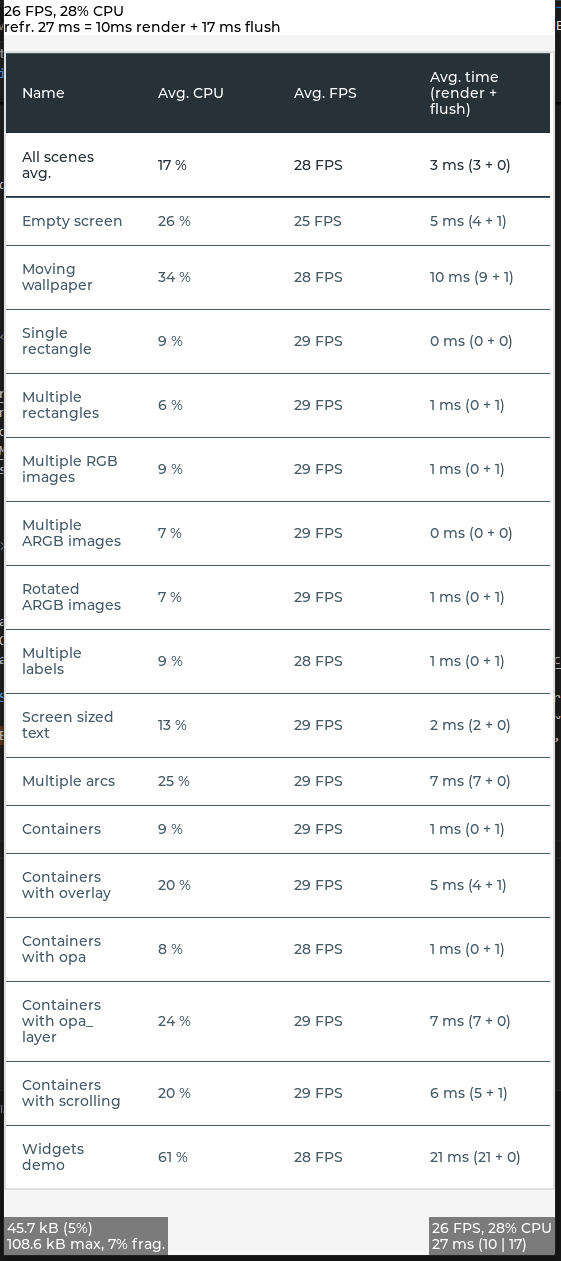 26 FPS, 28% CPU
refr. 27 ms = 10ms render + 17 ms flush
Name Avg. CPU Avg. FPS Avg. time (render + flush)
All scenes avg. 17 % 28 FPS 3 ms (3 + 0)
Empty screen 26 % 25 FPS 5 ms (4 + 1)
Moving wallpaper 34 % 28 FPS 10 ms (9 + 1)
Single rectangle 9 % 29 FPS 0 ms (0 + 0)
Multiple rectangles 6 % 29 FPS 1 ms (0 + 1)
Multiple RGB images 9 % 29 FPS 1 ms (0 + 1)
Multiple ARGB images 7 % 29 FPS 0 ms (0 + 0)
Rotated ARGB images 7 % 29 FPS 1 ms (0 + 1)
Multiple labels 9 % 28 FPS 1 ms (0 + 1)
Screen sized text 13 % 29 FPS 2 ms (2 + 0)
Multiple arcs 25 % 29 FPS 7 ms (7 + 0)
Containers 9 % 29 FPS 1 ms (0 + 1)
Containers with overlay 20 % 29 FPS 5 ms (4 + 1)
Containers with opa 8 % 28 FPS 1 ms (0 + 1)
Containers with opa_layer 24 % 29 FPS 7 ms (7 + 0)
Containers with scrolling 20 % 29 FPS 6 ms (5 + 1)
Widgets demo 61 % 28 FPS 21 ms (21 + 0)
45.7 kB (5%)
108.6 kB max, 7% frag.
26 FPS, 28% CPU
27 ms (10 | 17)